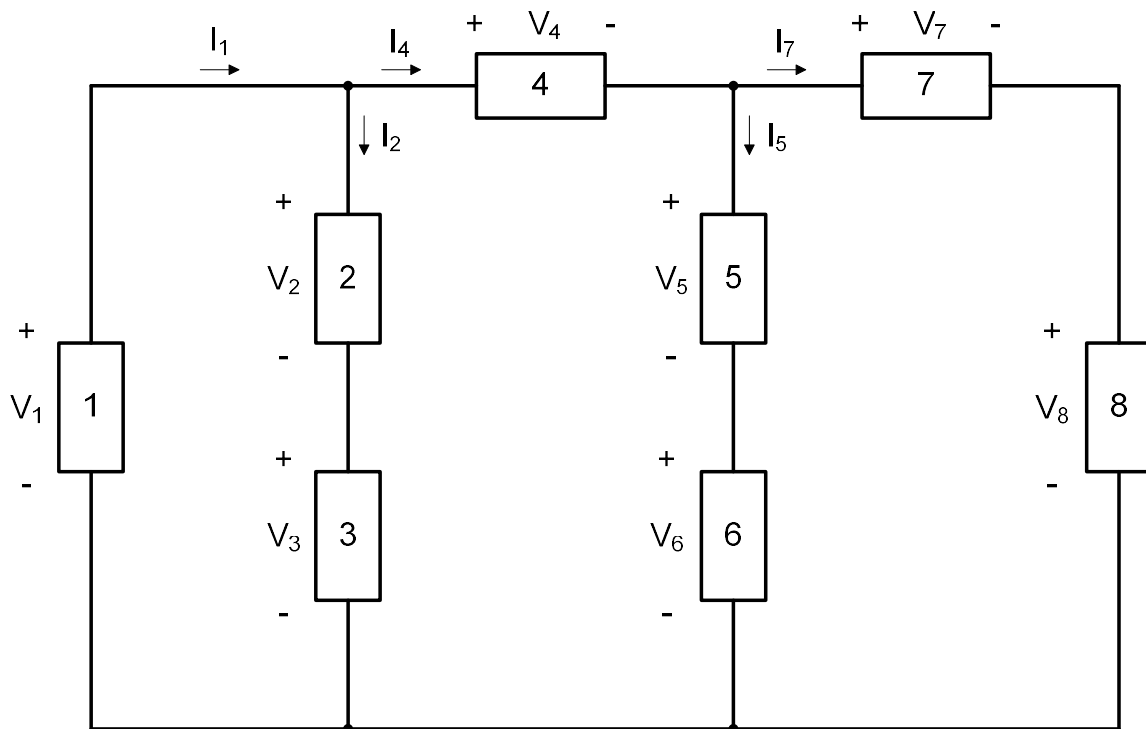 + V₄ -
+ V₇ -
I₁
I₄
I₇
4
7
I₂
I₅
+
+
V₂
2
V₅
5
-
-
+
+
V₁
1
V₈
8
-
-
+
+
V₃
3
V₆
6
-
-